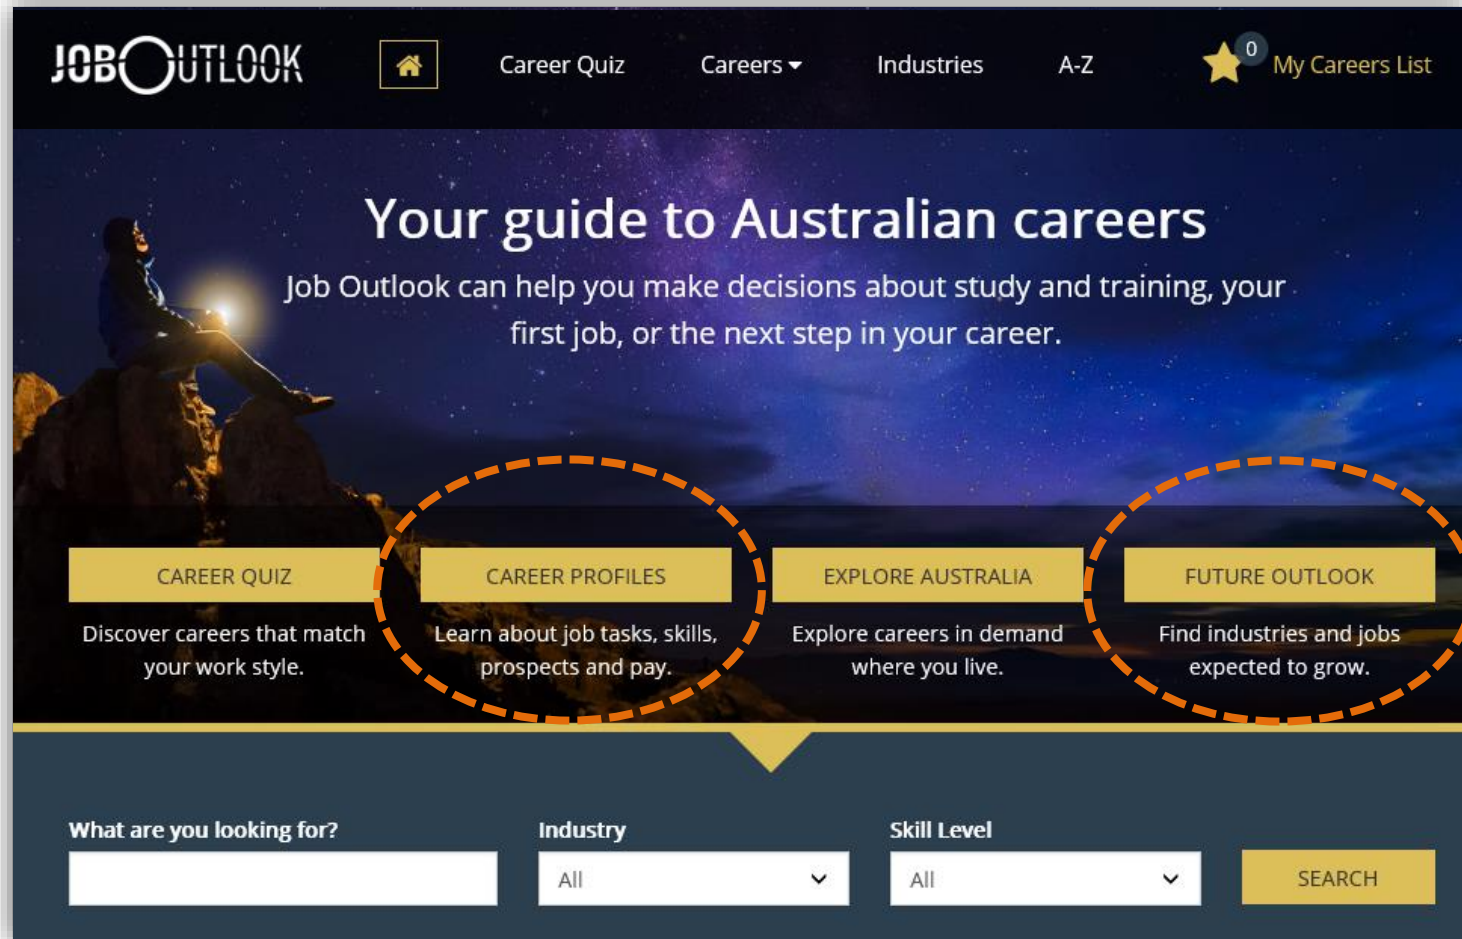 JOBOUTLOOK
Career Quiz
Careers
Industries
A-Z
0
My Careers List
Your guide to Australian careers
Job Outlook can help you make decisions about study and training, your
first job, or the next step in your career.
CAREER QUIZ
Discover careers that match
your work style.
CAREER PROFILES
Learn about job tasks, skills,
prospects and pay.
EXPLORE AUSTRALIA
Explore careers in demand
where you live.
FUTURE OUTLOOK
Find industries and jobs
expected to grow.
What are you looking for?
Industry
All
Skill Level
All
SEARCH